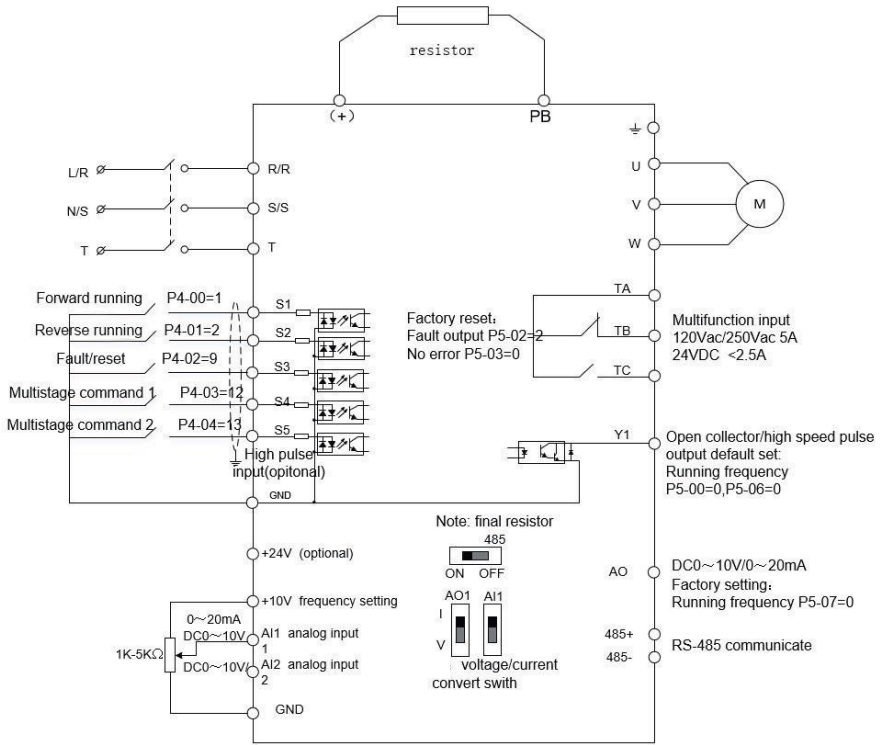 resistor
(+)
PB
L/R
R/R
N/S
S/S
T
T
U
V
W
M
Forward running P4-00=1
S1
Reverse running P4-01=2
S2
Fault/reset P4-02=9
S3
Multistage command 1 P4-03=12
S4
Multistage command 2 P4-04=13
S5
High pulse
input(opitonal)
GND
Factory reset:
Fault output P5-02=2
No error P5-03=0
TA
TB
TC
Multifunction input
120Vac/250Vac 5A
24VDC <2.5A
Y1
Open collector/high speed pulse
output default set:
Running frequency
P5-00=0,P5-06=0
Note: final resistor
485
ON OFF
AO1 AI1
I
V
voltage/current
convert swith
+24V (optional)
+10V frequency setting
0～20mA
DC0～10V
AI1 analog input
1
1K-5KΩ
DC0～10V/
AI2 analog input
2
GND
AO
DC0～10V/0～20mA
Factory setting:
Running frequency P5-07=0
485+
485-
RS-485 communicate